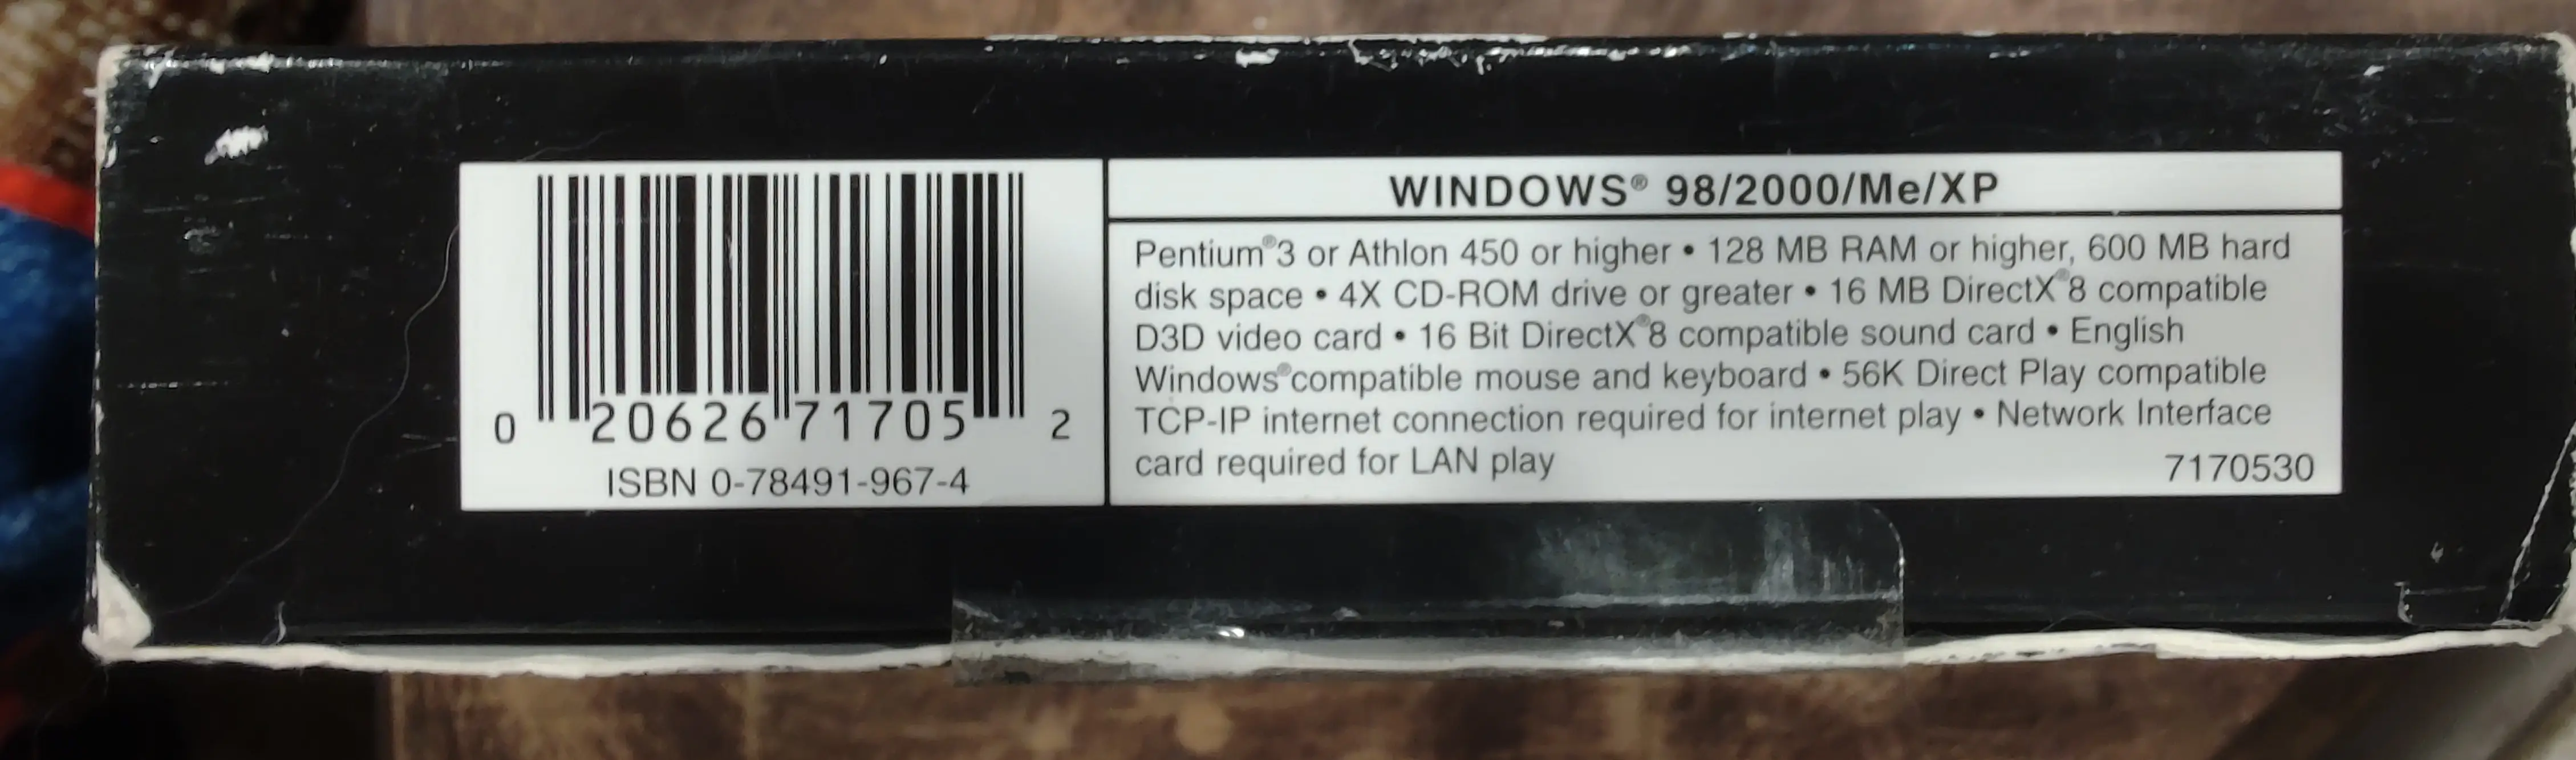 0 20626 71705 2
ISBN 0-78491-967-4
WINDOWS® 98/2000/Me/XP
Pentium®3 or Athlon 450 or higher • 128 MB RAM or higher, 600 MB hard
disk space • 4X CD-ROM drive or greater • 16 MB DirectX®8 compatible
D3D video card • 16 Bit DirectX®8 compatible sound card • English
Windows®compatible mouse and keyboard • 56K Direct Play compatible
TCP-IP internet connection required for internet play • Network Interface
card required for LAN play
7170530